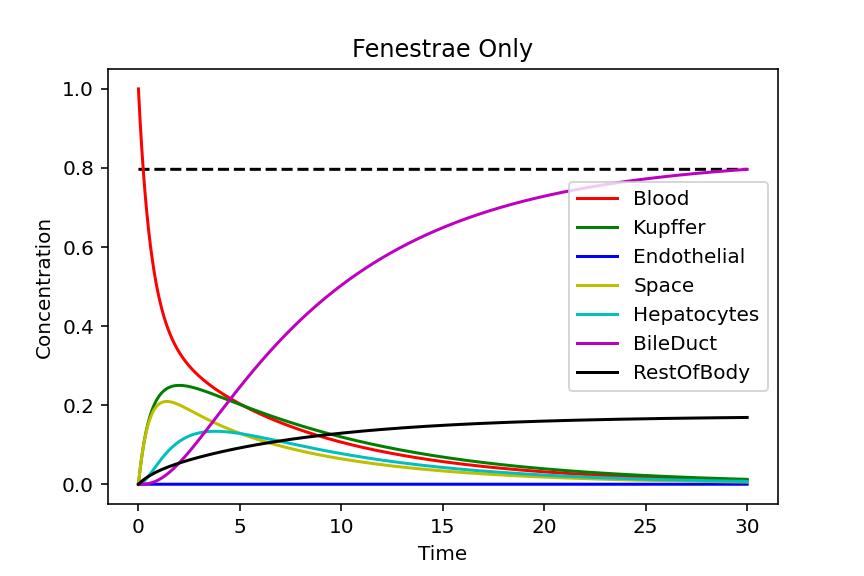 Fenestrae Only
Concentration
1.0
0.8
0.6
0.4
0.2
0.0
Blood
Kupffer
Endothelial
Space
Hepatocytes
BileDuct
RestOfBody
0 5 10 15 20 25 30
Time